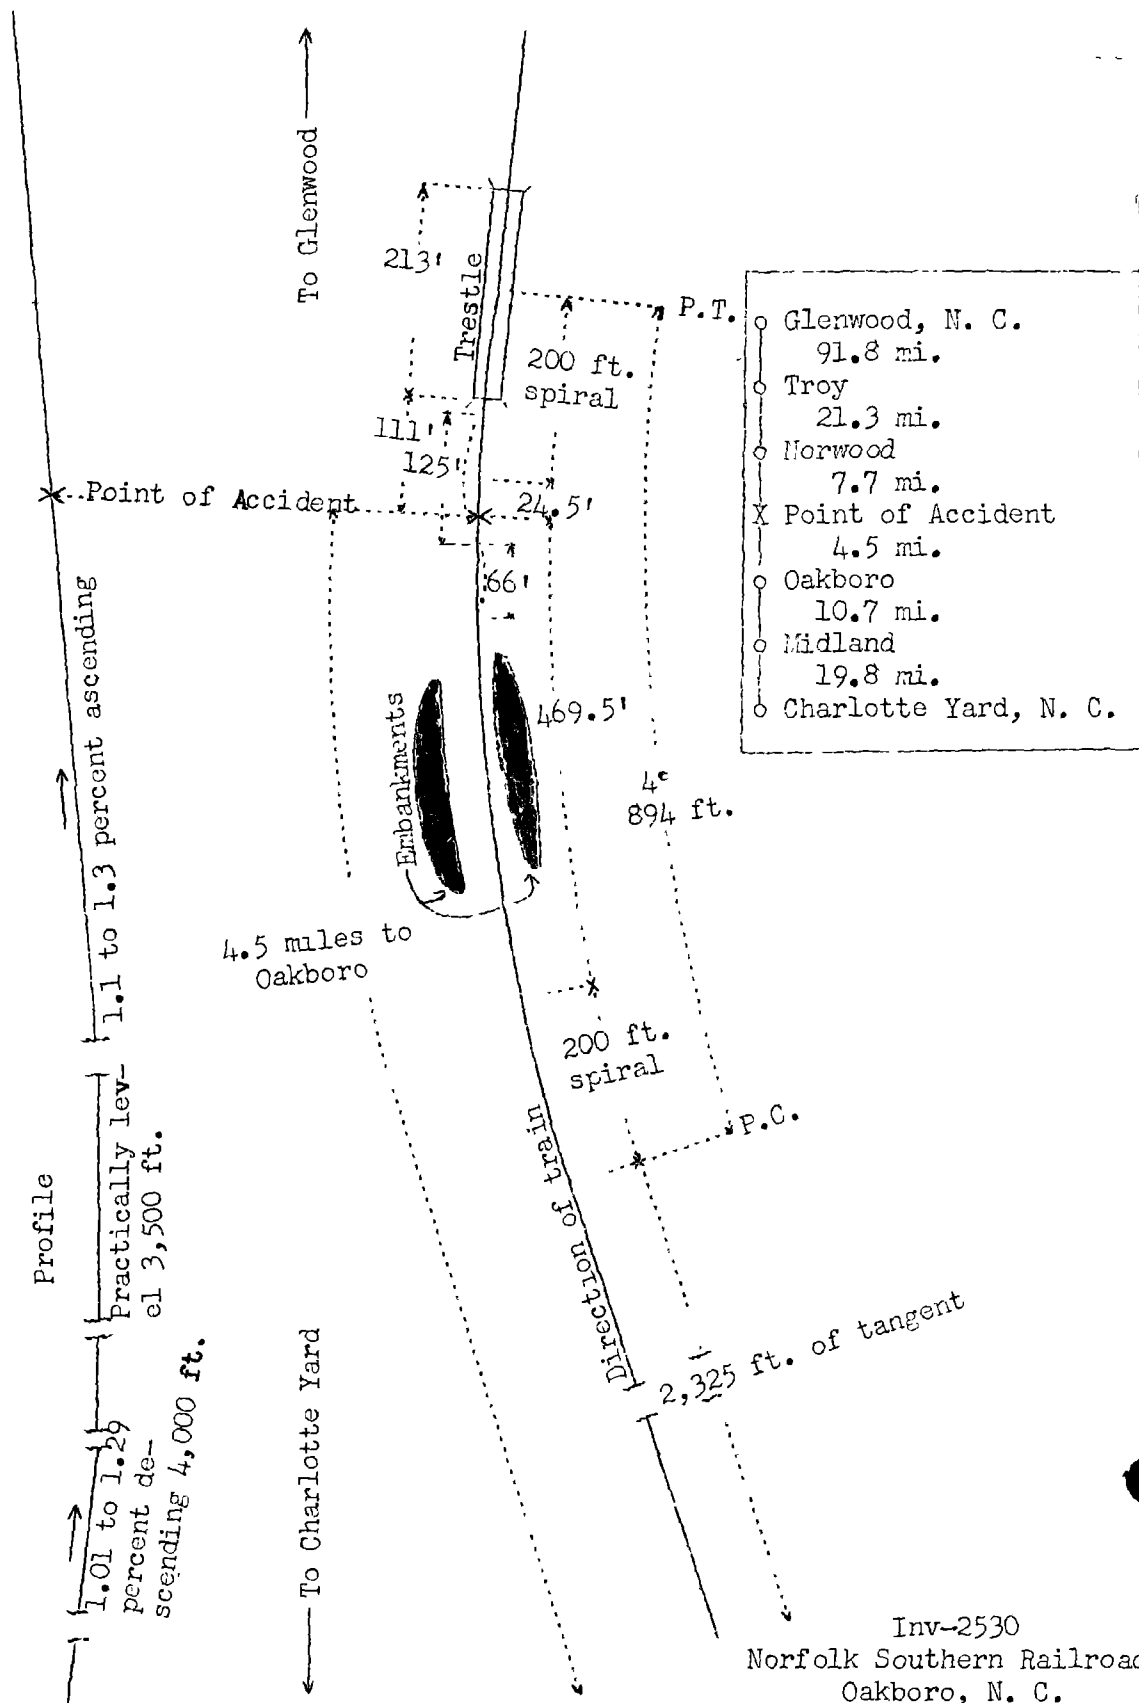 To Glenwood
213'
Trestle
P.T.
200 ft.
spiral
111'
125'
Point of Accident
24.5'
66'
Embankments
469.5'
4°
894 ft.
4.5 miles to
Oakboro
200 ft.
spiral
P.C.
Direction of train
2,325 ft. of tangent
Glenwood, N. C.
91.8 mi.
Troy
21.3 mi.
Norwood
7.7 mi.
X Point of Accident
4.5 mi.
Oakboro
10.7 mi.
Midland
19.8 mi.
Charlotte Yard, N. C.
1.1 to 1.3 percent ascending
Practically lev-
el 3,500 ft.
Profile
1.01 to 1.29
percent de-
scending 4,000 ft.
To Charlotte Yard
Inv-2530
Norfolk Southern Railroad
Oakboro, N. C.